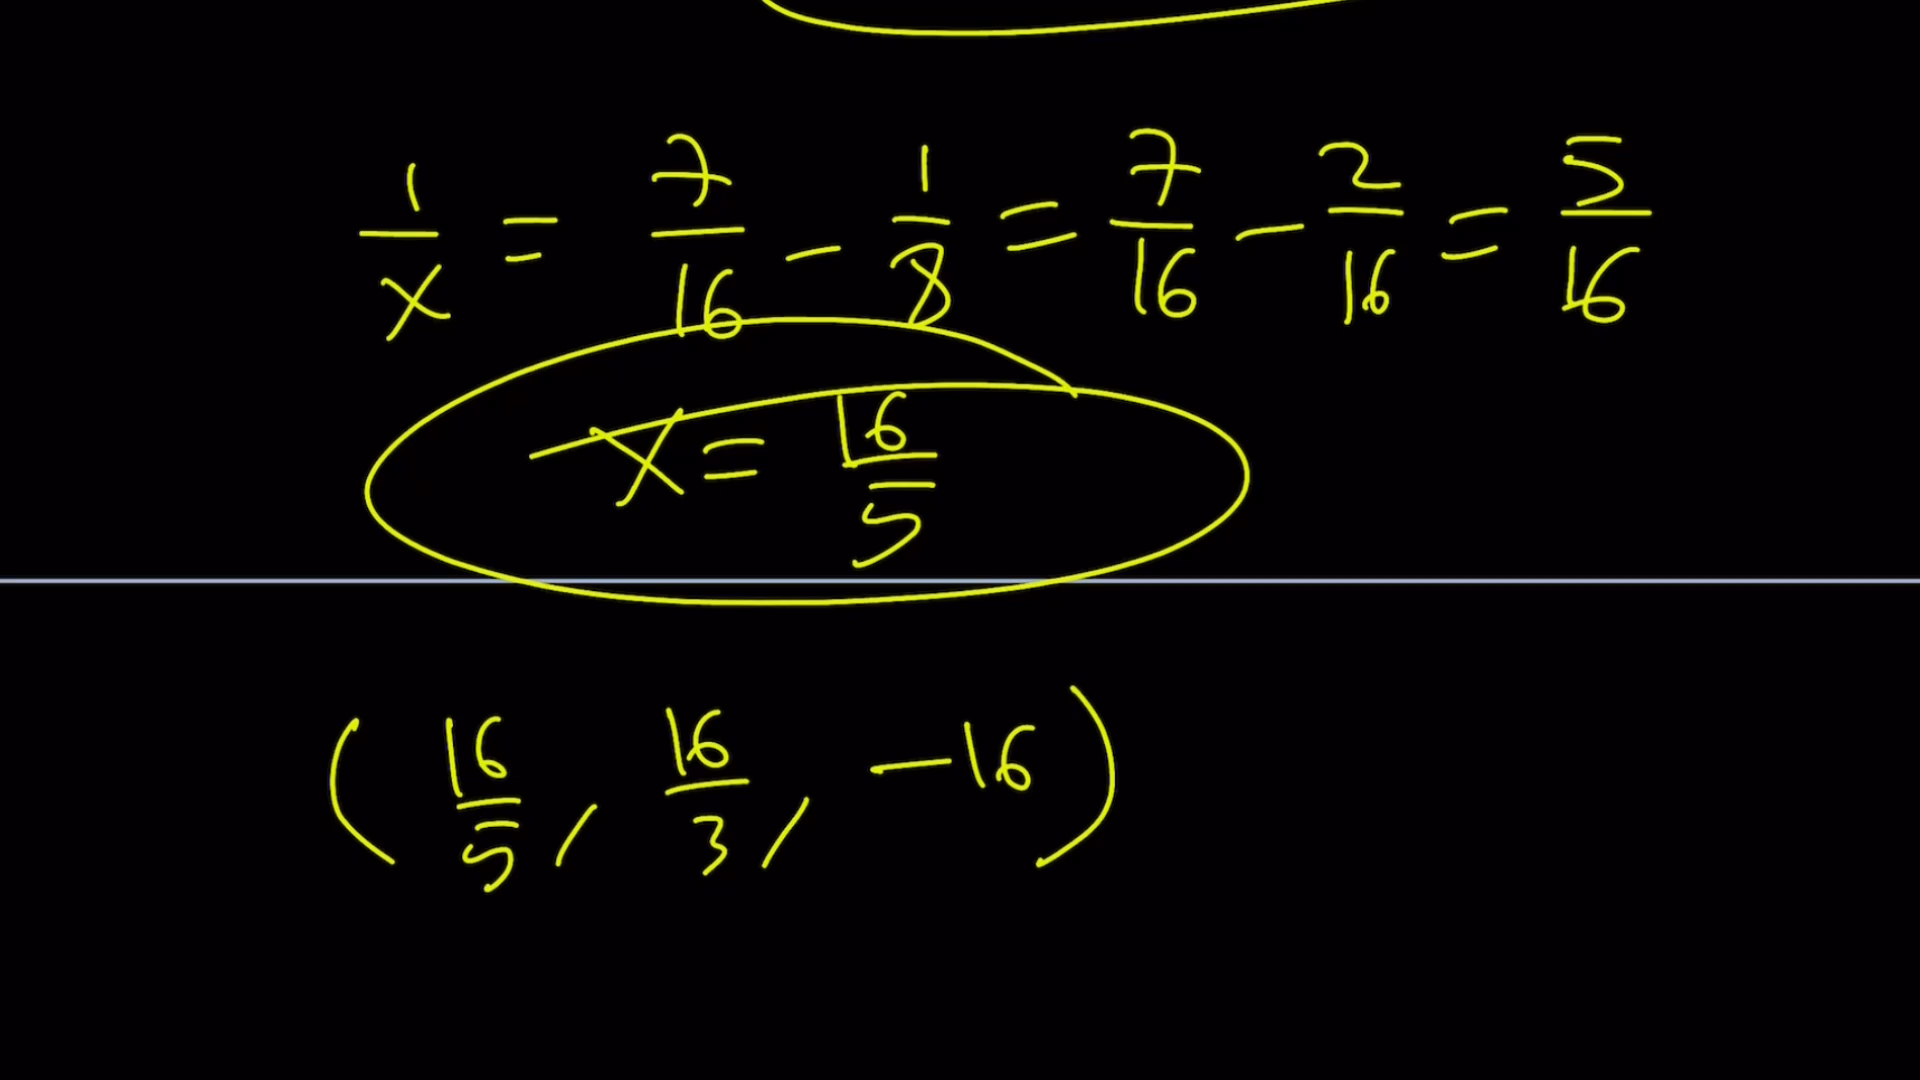 1/x = 7/16 - 1/8 = 7/16 - 2/16 = 5/16
x = 16/5
(16/5, 16/3, -16)